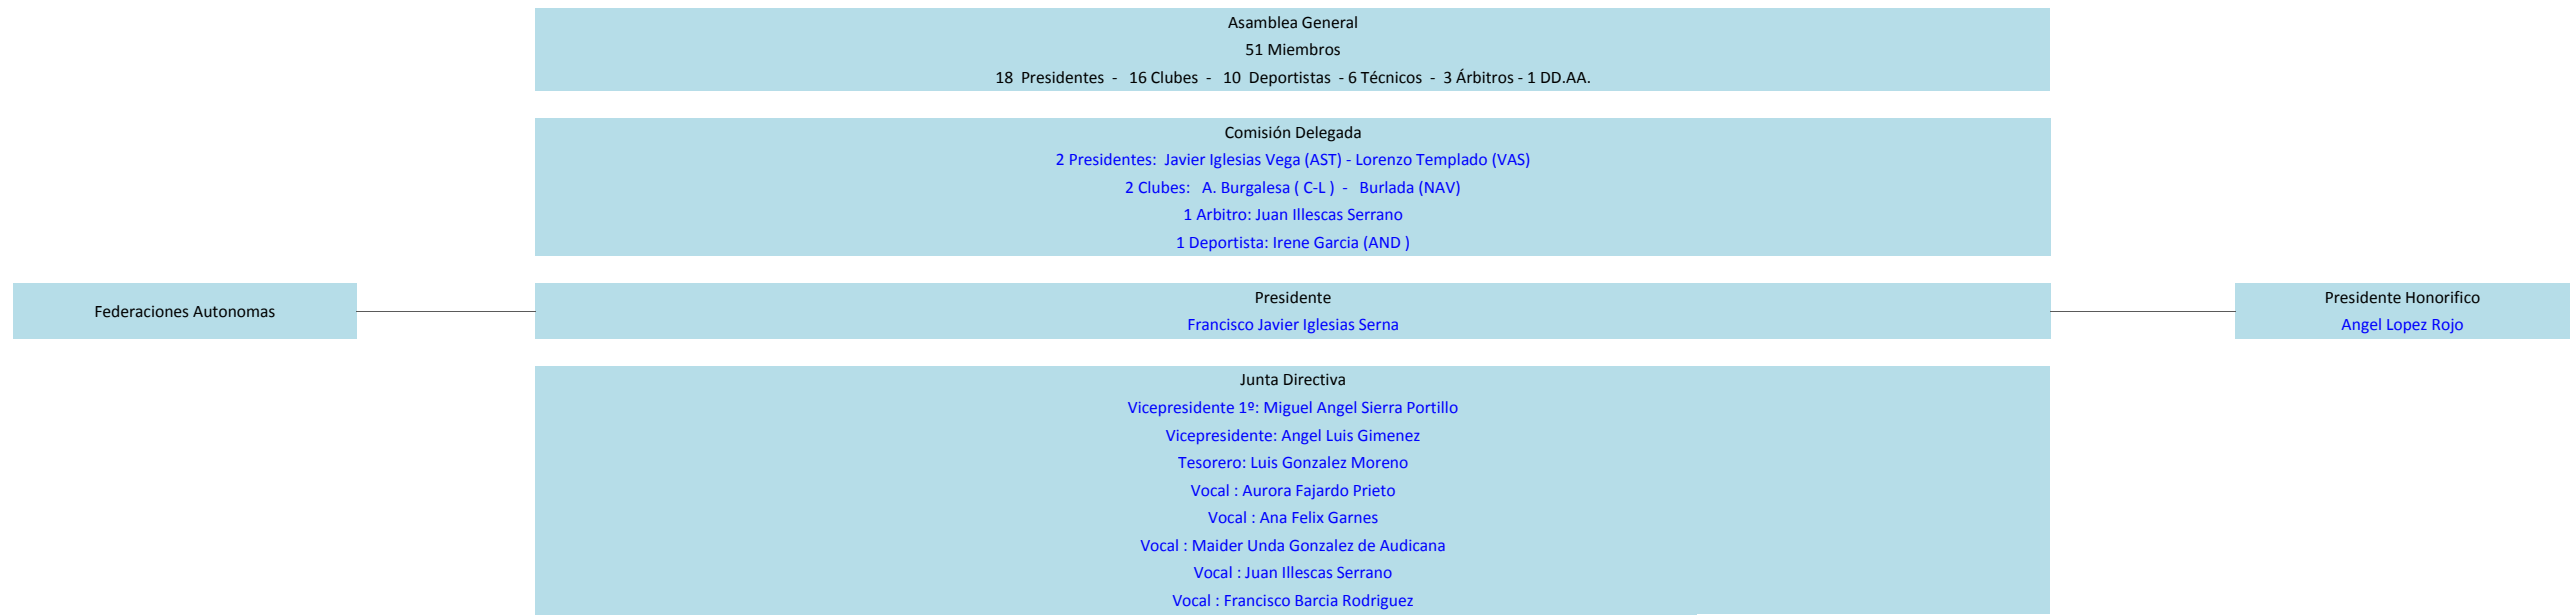 Asamblea General
51 Miembros
18 Presidentes - 16 Clubes - 10 Deportistas - 6 Técnicos - 3 Árbitros - 1 DD.AA.
Comisión Delegada
2 Presidentes: Javier Iglesias Vega (AST) - Lorenzo Templado (VAS)
2 Clubes: A. Burgalesa ( C-L ) - Burlada (NAV)
1 Arbitro: Juan Illescas Serrano
1 Deportista: Irene Garcia (AND )
Federaciones Autonomas
Presidente
Francisco Javier Iglesias Serna
Presidente Honorifico
Angel Lopez Rojo
Junta Directiva
Vicepresidente 1º: Miguel Angel Sierra Portillo
Vicepresidente: Angel Luis Gimenez
Tesorero: Luis Gonzalez Moreno
Vocal : Aurora Fajardo Prieto
Vocal : Ana Felix Garnes
Vocal : Maider Unda Gonzalez de Audicana
Vocal : Juan Illescas Serrano
Vocal : Francisco Barcia Rodriguez